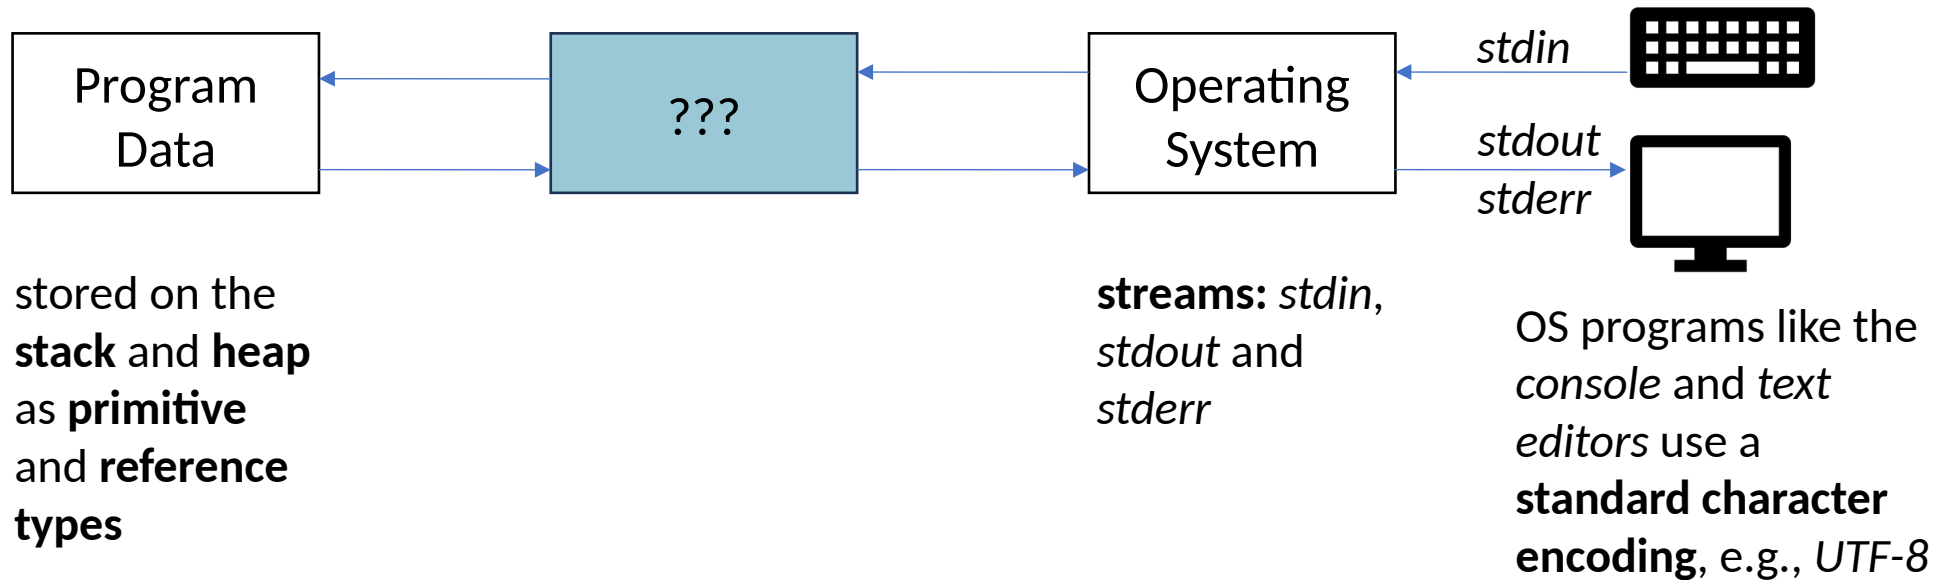 Program
Data
???
Operating
System
stdin
stdout
stderr
stored on the
stack and heap
as primitive
and reference
types
streams: stdin,
stdout and
stderr
OS programs like the
console and text
editors use a
standard character
encoding, e.g., UTF-8